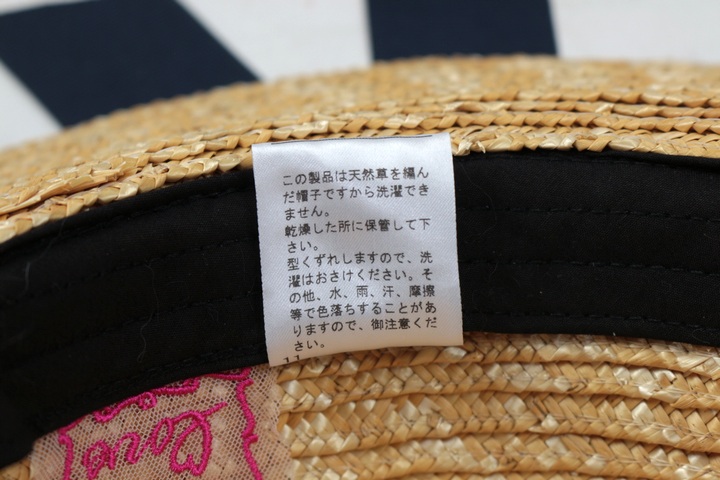 この製品は天然草を編ん
だ帽子ですから洗濯でき
ません。
乾燥した所に保管して下
さい。
型くずれしますので、洗
濯はおさけください。そ
の他、水、雨、汗、摩擦
等で色落ちすることがあ
りますので、御注意くだ
さい。
11
Love